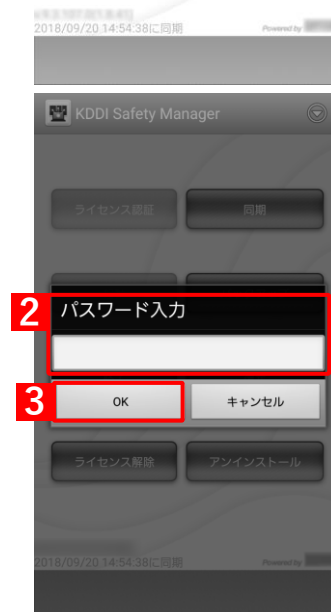 2018/09/20 14:54:38に同期 Powered by
KDDI Safety Manager
ライセンス認証 同期
2 パスワード入力
3 OK キャンセル
ライセンス解除 アンインストール
2018/09/20 14:54:38に同期 Powered by